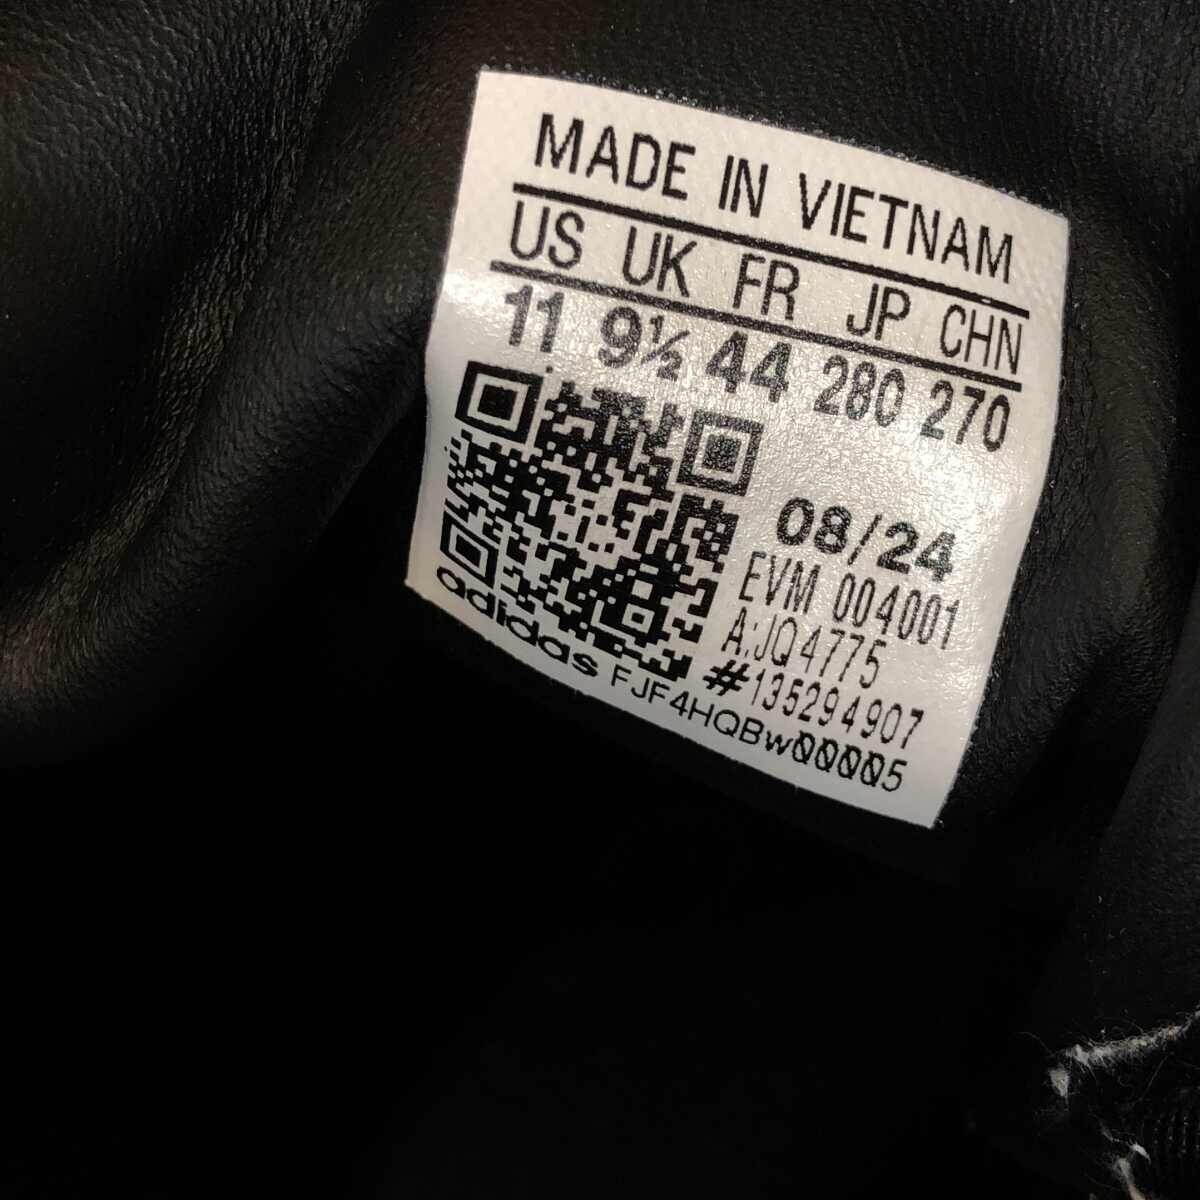 MADE IN VIETNAM
US UK FR JP CHN
11 9½ 44 280 270
08/24
EVM 004001
A:JQ4775
#135294907
adidas FJF4HQBw00005